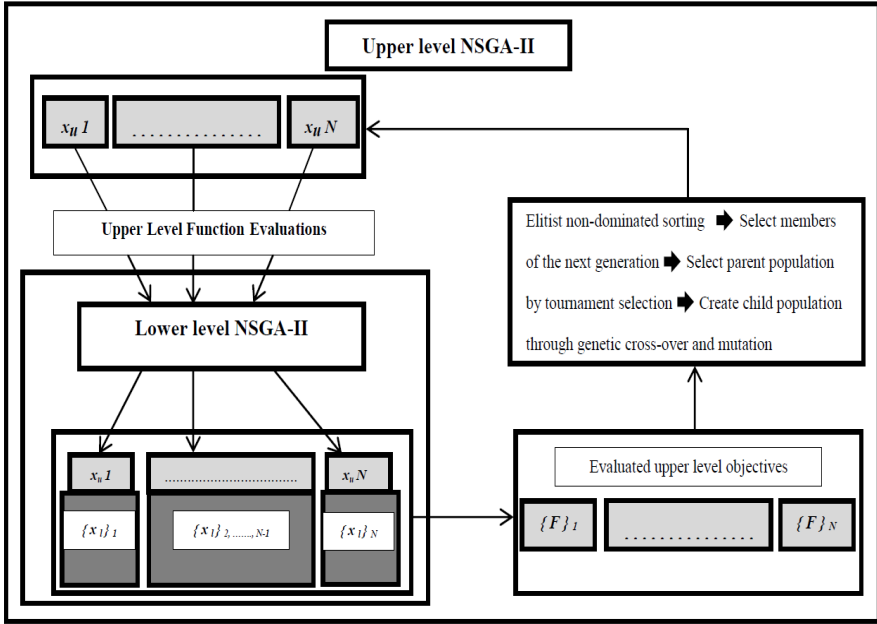 Upper level NSGA-II
x_u 1 . . . . . . . . . . . . . . . x_u N
Upper Level Function Evaluations
Lower level NSGA-II
x_u 1 ..................................... x_u N
{x_l}_1 {x_l}_2, ......., N-1 {x_l}_N
Elitist non-dominated sorting ➡ Select members
of the next generation ➡ Select parent population
by tournament selection ➡ Create child population
through genetic cross-over and mutation
Evaluated upper level objectives
{F}_1 . . . . . . . . . . . . . . . {F}_N